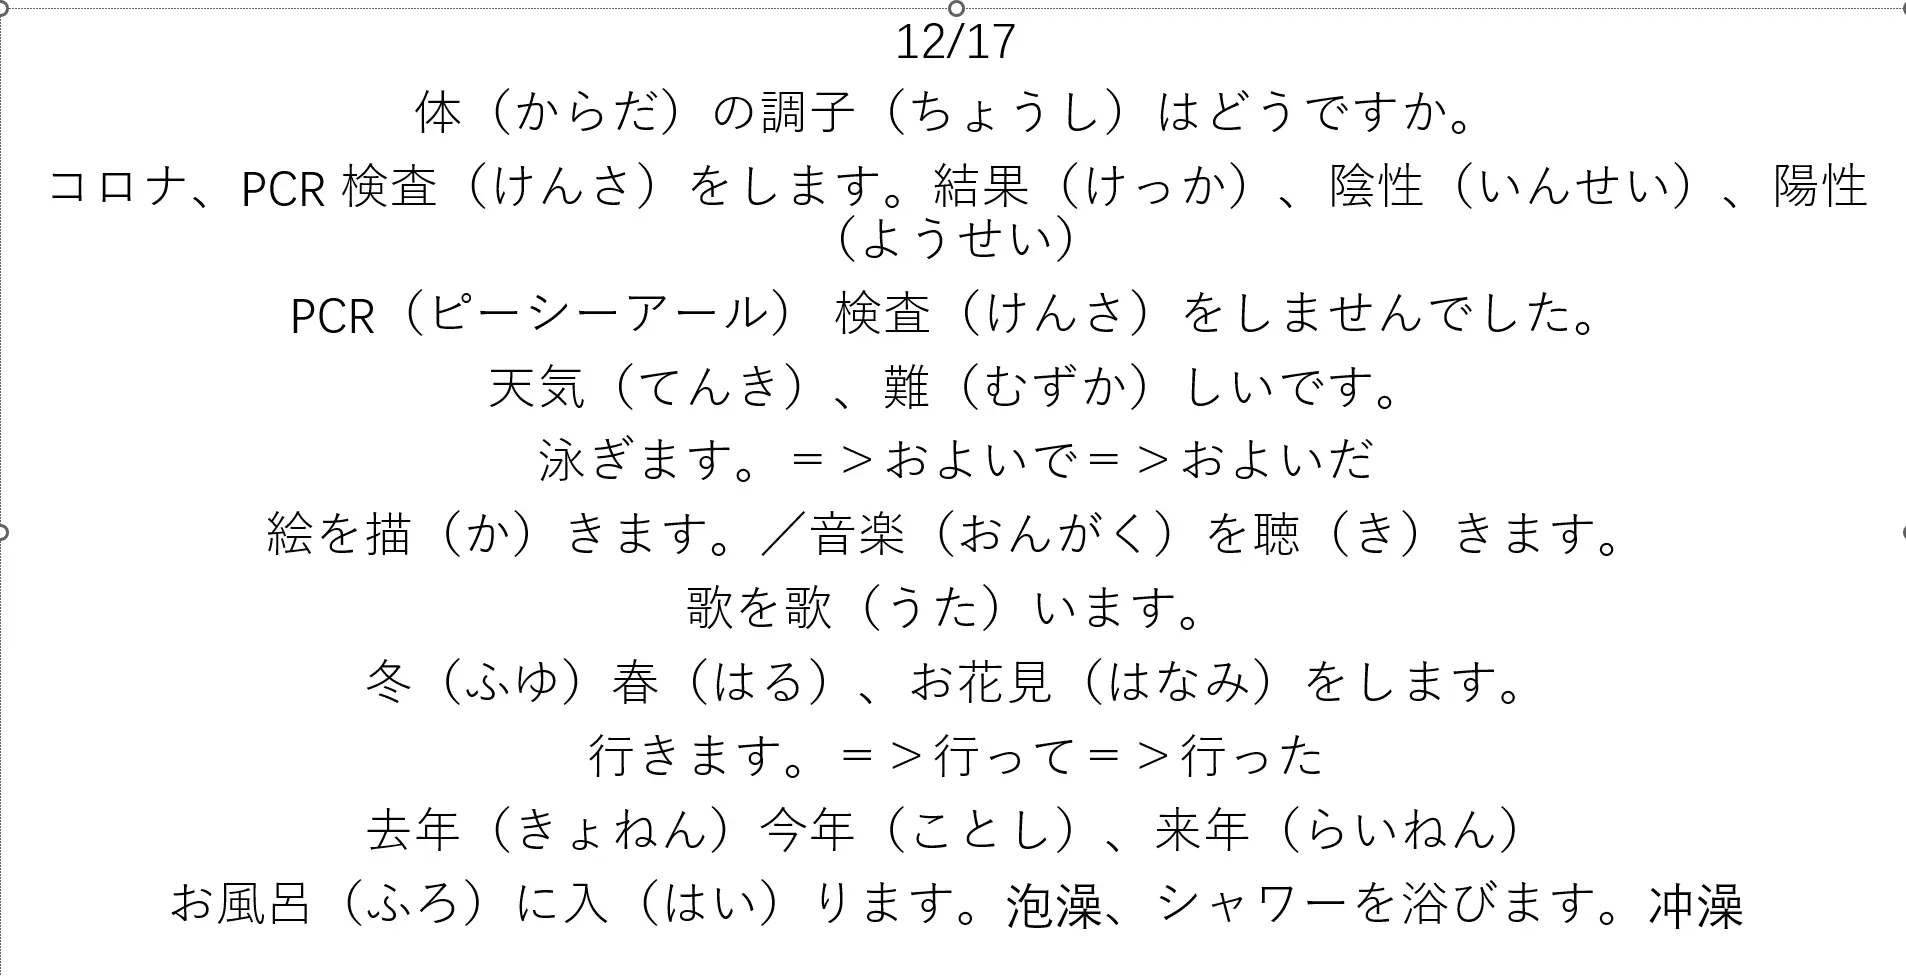 12/17
体（からだ）の調子（ちょうし）はどうですか。
コロナ、PCR 検査（けんさ）をします。結果（けっか）、陰性（いんせい）、陽性
（ようせい）
PCR（ピーシーアール） 検査（けんさ）をしませんでした。
天気（てんき）、難（むずか）しいです。
泳ぎます。＝＞およいで＝＞およいだ
絵を描（か）きます。／音楽（おんがく）を聴（き）きます。
歌を歌（うた）います。
冬（ふゆ）春（はる）、お花見（はなみ）をします。
行きます。＝＞行って＝＞行った
去年（きょねん）今年（ことし）、来年（らいねん）
お風呂（ふろ）に入（はい）ります。泡澡、シャワーを浴びます。冲澡